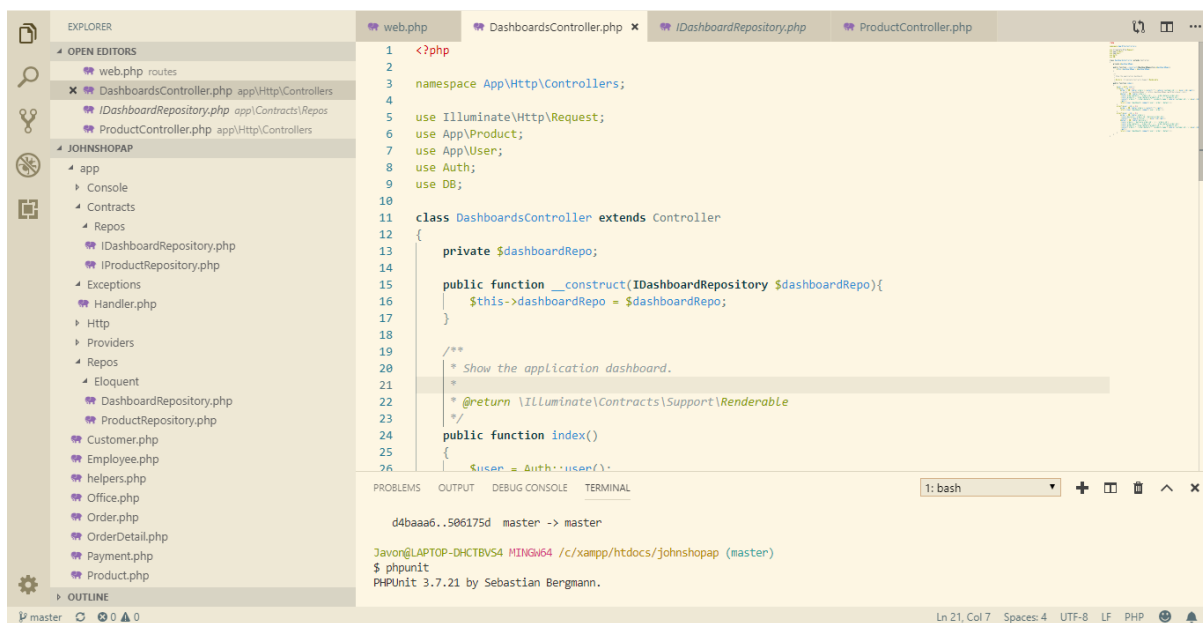 EXPLORER
OPEN EDITORS
web.php routes
DashboardsController.php app\Http\Controllers
IDashboardRepository.php app\Contracts\Repos
ProductController.php app\Http\Controllers
JOHNSHOPAP
app
Console
Contracts
Repos
IDashboardRepository.php
IProductRepository.php
Exceptions
Handler.php
Http
Providers
Repos
Eloquent
DashboardRepository.php
ProductRepository.php
Customer.php
Employee.php
helpers.php
Office.php
Order.php
OrderDetail.php
Payment.php
Product.php
OUTLINE
web.php DashboardsController.php IDashboardRepository.php ProductController.php
1 <?php
2
3 namespace App\Http\Controllers;
4
5 use Illuminate\Http\Request;
6 use App\Product;
7 use App\User;
8 use Auth;
9 use DB;
10
11 class DashboardsController extends Controller
12 {
13 private $dashboardRepo;
14
15 public function __construct(IDashboardRepository $dashboardRepo){
16 $this->dashboardRepo = $dashboardRepo;
17 }
18
19 /**
20 * Show the application dashboard.
21 *
22 * @return \Illuminate\Contracts\Support\Renderable
23 */
24 public function index()
25 {
26 $user = Auth::user();
PROBLEMS OUTPUT DEBUG CONSOLE TERMINAL 1: bash
d4baaa6..506175d master -> master
Javon@LAPTOP-DHCTBVS4 MINGW64 /c/xampp/htdocs/johnshopap (master)
$ phpunit
PHPUnit 3.7.21 by Sebastian Bergmann.
master 0 0 Ln 21, Col 7 Spaces: 4 UTF-8 LF PHP